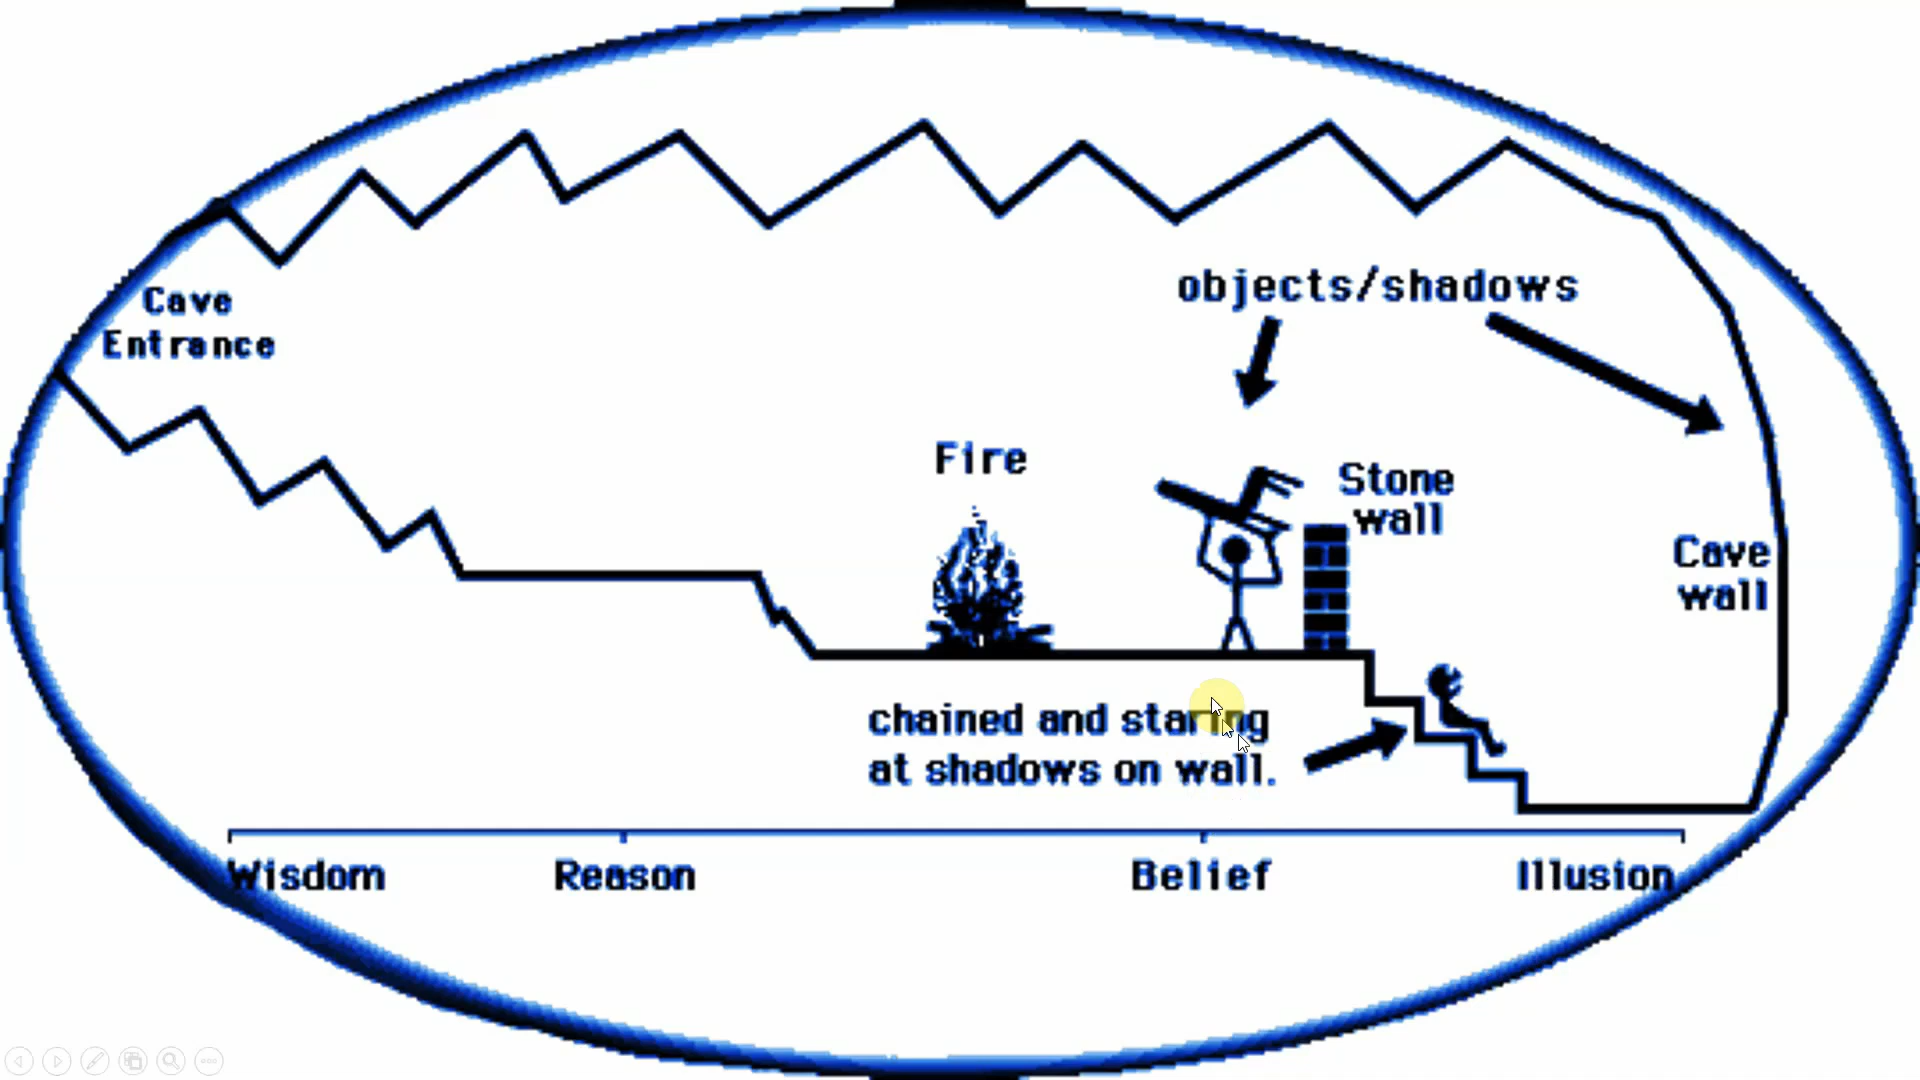 Cave
Entrance
objects/shadows
Fire
Stone
wall
Cave
wall
chained and staring
at shadows on wall.
Wisdom
Reason
Belief
Illusion